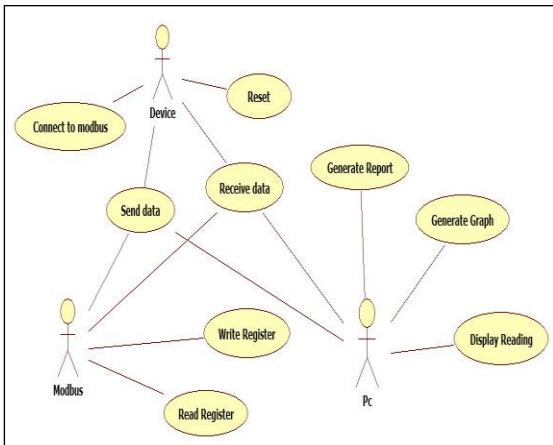 Device
Reset
Connect to modbus
Generate Report
Receive data
Send data
Generate Graph
Write Register
Display Reading
Modbus
Pc
Read Register